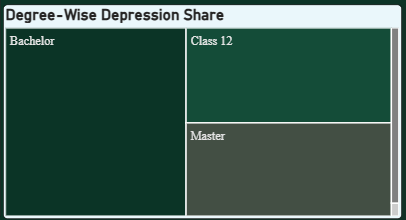 Degree-Wise Depression Share
Bachelor
Class 12
Master